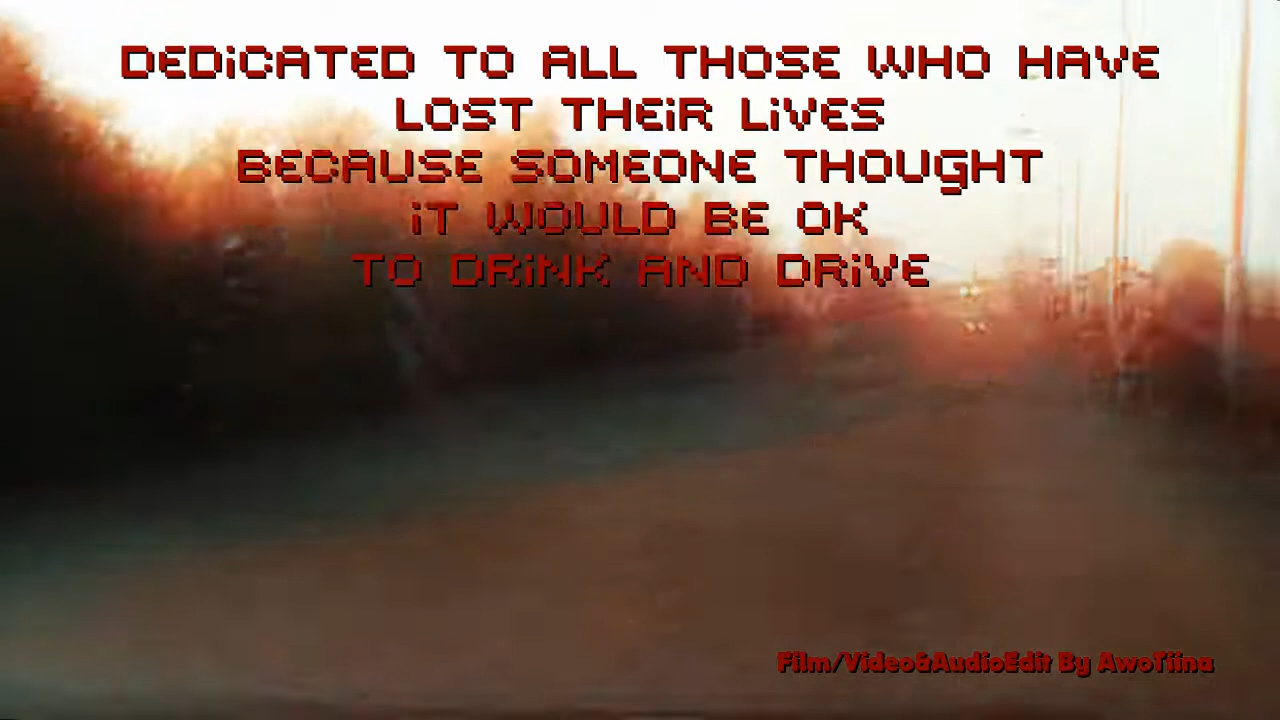 DEDiCATED TO ALL THOSE WHO HAVE
LOST THEiR LiVES
BECAUSE SOMEONE THOUgHT
iT WOULD BE OK
TO DRiNK AND DRiVE
Film/Video&AudioEdit By AwoTiina